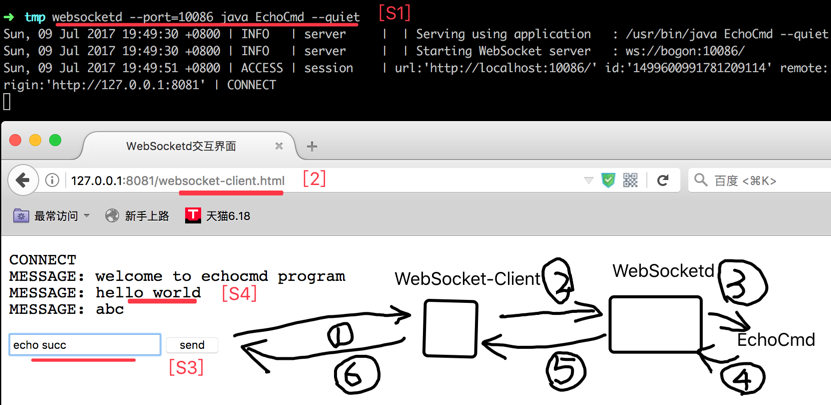 ➜ tmp websocketd --port=10086 java EchoCmd --quiet [S1]
Sun, 09 Jul 2017 19:49:30 +0800 | INFO | server | | Serving using application : /usr/bin/java EchoCmd --quiet
Sun, 09 Jul 2017 19:49:30 +0800 | INFO | server | | Starting WebSocket server : ws://bogon:10086/
Sun, 09 Jul 2017 19:49:51 +0800 | ACCESS | session | url:'http://localhost:10086/' id:'1499600991781209114' remote:
rigin:'http://127.0.0.1:8081' | CONNECT
WebSocketd交互界面
127.0.0.1:8081/websocket-client.html [2]
百度 <⌘K>
最常访问 新手上路 T 天猫6.18
CONNECT
MESSAGE: welcome to echocmd program
MESSAGE: hello world [S4]
MESSAGE: abc
echo succ send
[S3]
WebSocket-Client ② WebSocketd ③
①
EchoCmd
⑥ ⑤ ④